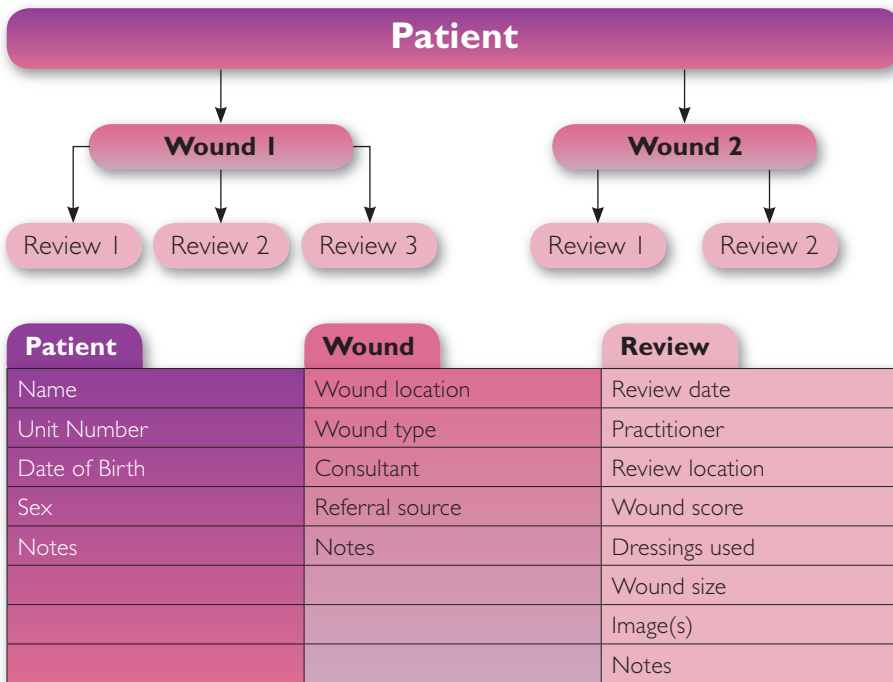 Patient
Wound 1 Wound 2
Review 1 Review 2 Review 3 Review 1 Review 2
Patient Wound Review
Name Wound location Review date
Unit Number Wound type Practitioner
Date of Birth Consultant Review location
Sex Referral source Wound score
Notes Notes Dressings used
Wound size
Image(s)
Notes